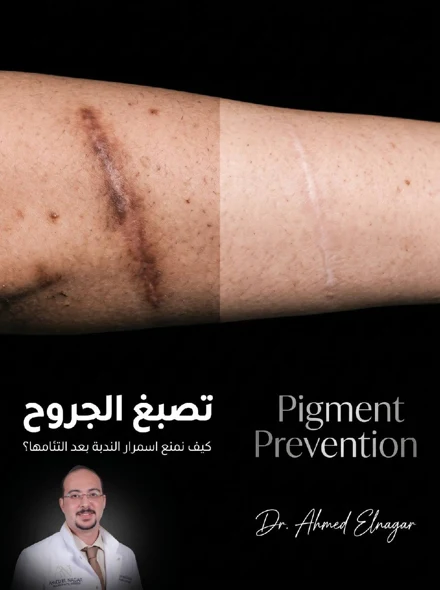 تصبغ الجروح
كيف نمنع اسمرار الندبة بعد التئامها؟
Pigment
Prevention
Dr. Ahmed Elnagar